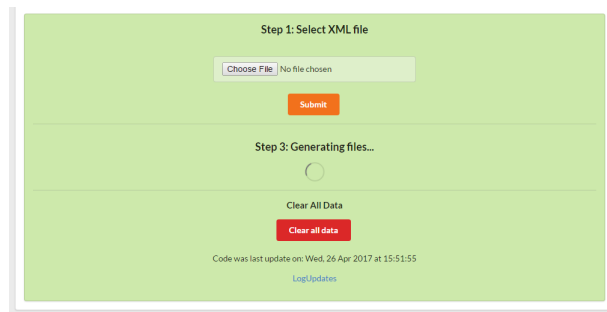 Step 1: Select XML file
Choose File No file chosen
Submit
Step 3: Generating files...
Clear All Data
Clear all data
Code was last update on: Wed, 26 Apr 2017 at 15:51:55
LogUpdates